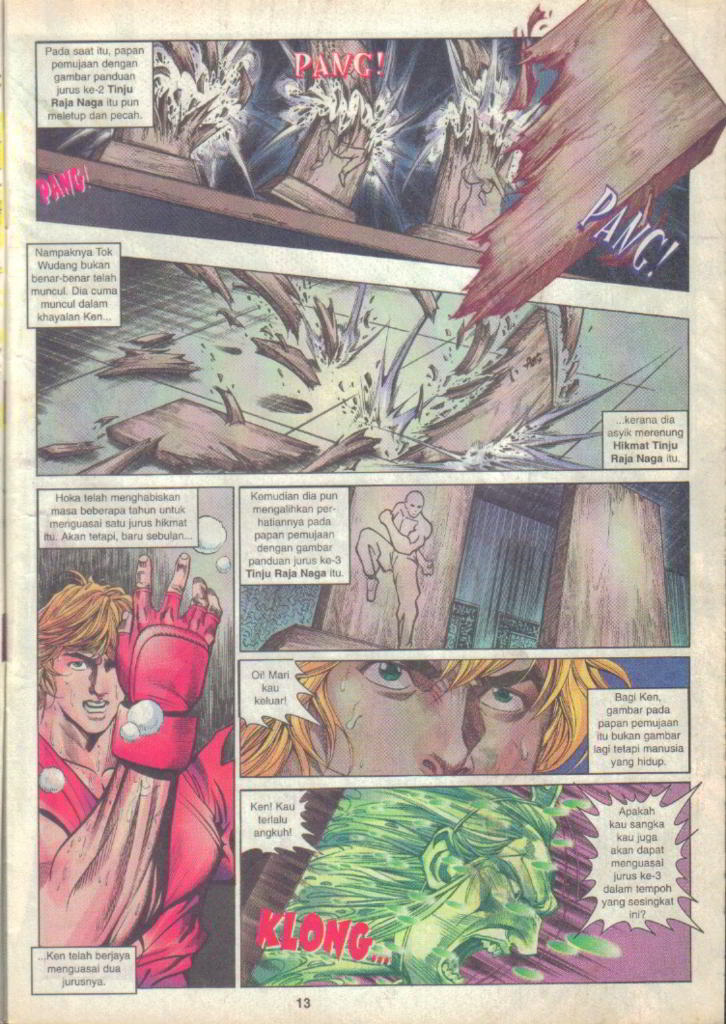 Pada saat itu, papan
pemujaan dengan
gambar panduan
jurus ke-2 Tinju
Raja Naga itu pun
meletup dan pecah.
PANG!
PANG!
PANG!
Nampaknya Tok
Wudang bukan
benar-benar telah
muncul. Dia cuma
muncul dalam
khayalan Ken...
...kerana dia
asyik merenung
Hikmat Tinju
Raja Naga itu.
Hoka telah menghabiskan
masa beberapa tahun untuk
menguasai satu jurus hikmat
itu. Akan tetapi, baru sebulan...
...Ken telah berjaya
menguasai dua
jurusnya.
Kemudian dia pun
mengalihkan per-
hatiannya pada
papan pemujaan
dengan gambar
panduan jurus ke-3
Tinju Raja Naga itu.
Oi! Mari
kau
keluar!
Bagi Ken,
gambar pada
papan pemujaan
itu bukan gambar
lagi tetapi manusia
yang hidup.
Ken! Kau
terlalu
angkuh!
Apakah
kau sangka
kau juga
akan dapat
menguasai
jurus ke-3
dalam tempoh
yang sesingkat
ini?
KLONG...
13